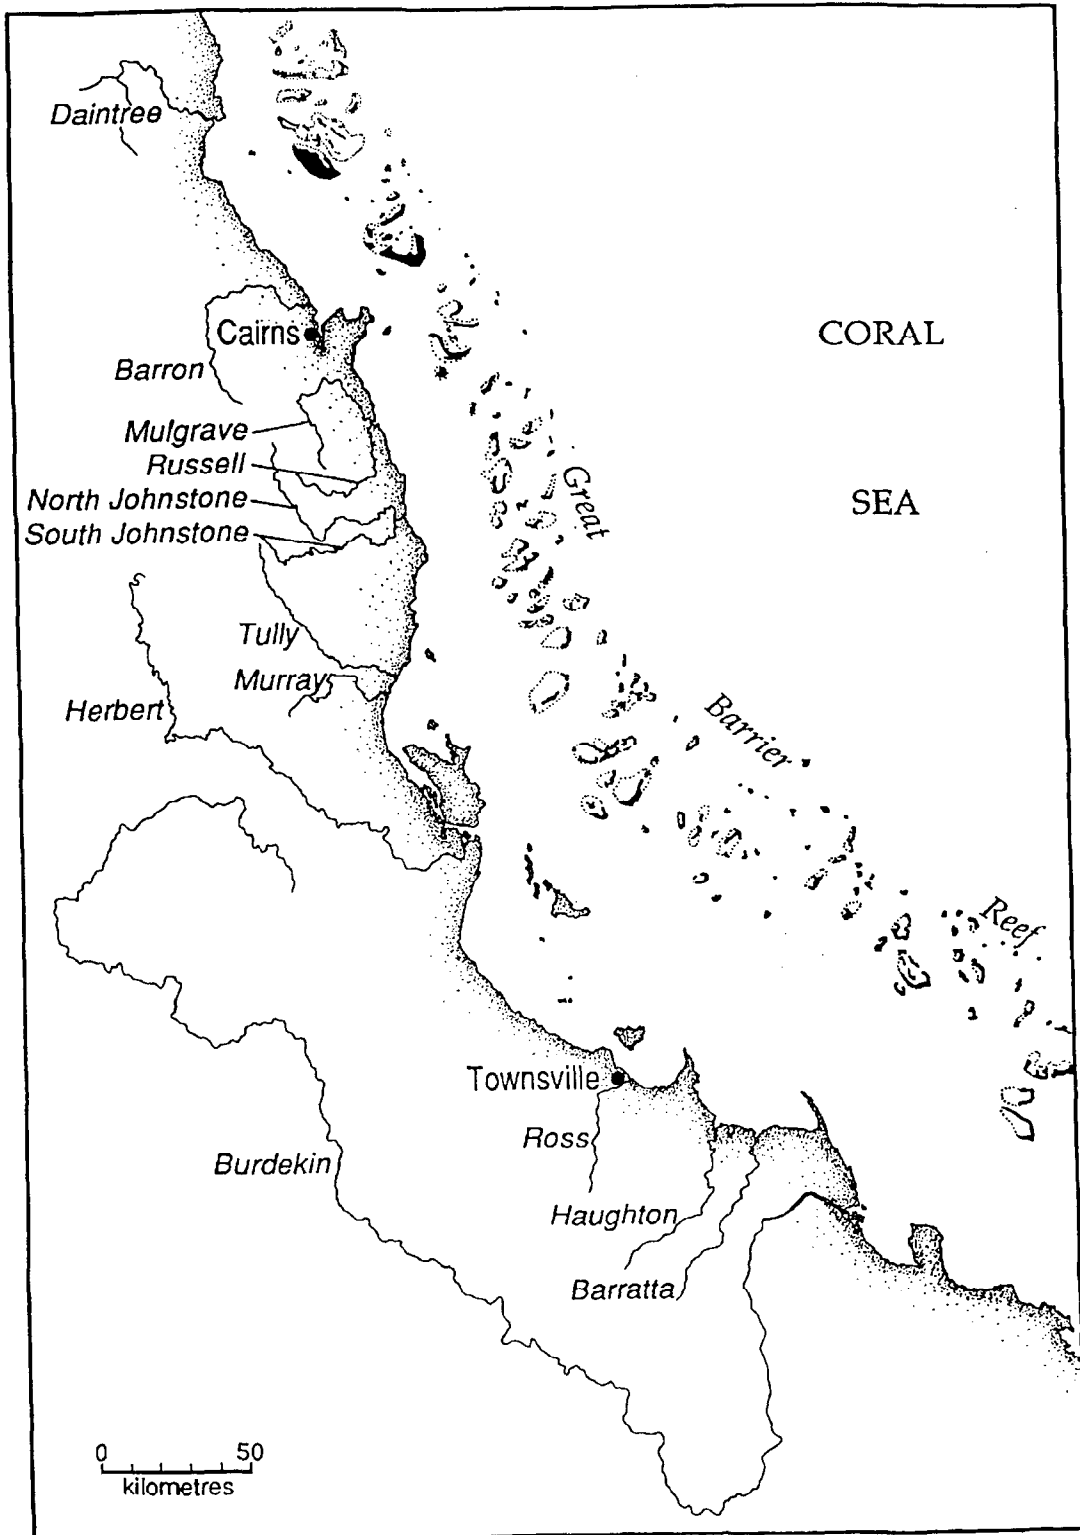 Daintree
Cairns
CORAL
Barron
Mulgrave
Russell
Great
North Johnstone
SEA
South Johnstone
Tully
Murray
Herbert
Barrier
Reef
Townsville
Ross
Burdekin
Haughton
Barratta
0 50
kilometres